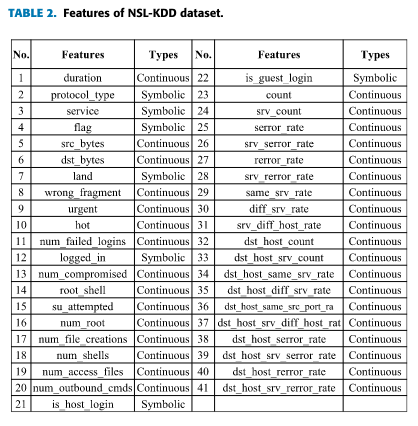 TABLE 2. Features of NSL-KDD dataset.
No. Features Types No. Features Types
1 duration Continuous 22 is_guest_login Symbolic
2 protocol_type Symbolic 23 count Continuous
3 service Symbolic 24 srv_count Continuous
4 flag Symbolic 25 serror_rate Continuous
5 src_bytes Continuous 26 srv_serror_rate Continuous
6 dst_bytes Continuous 27 rerror_rate Continuous
7 land Symbolic 28 srv_rerror_rate Continuous
8 wrong_fragment Continuous 29 same_srv_rate Continuous
9 urgent Continuous 30 diff_srv_rate Continuous
10 hot Continuous 31 srv_diff_host_rate Continuous
11 num_failed_logins Continuous 32 dst_host_count Continuous
12 logged_in Symbolic 33 dst_host_srv_count Continuous
13 num_compromised Continuous 34 dst_host_same_srv_rate Continuous
14 root_shell Continuous 35 dst_host_diff_srv_rate Continuous
15 su_attempted Continuous 36 dst_host_same_src_port_ra Continuous
16 num_root Continuous 37 dst_host_srv_diff_host_rat Continuous
17 num_file_creations Continuous 38 dst_host_serror_rate Continuous
18 num_shells Continuous 39 dst_host_srv_serror_rate Continuous
19 num_access_files Continuous 40 dst_host_rerror_rate Continuous
20 num_outbound_cmds Continuous 41 dst_host_srv_rerror_rate Continuous
21 is_host_login Symbolic